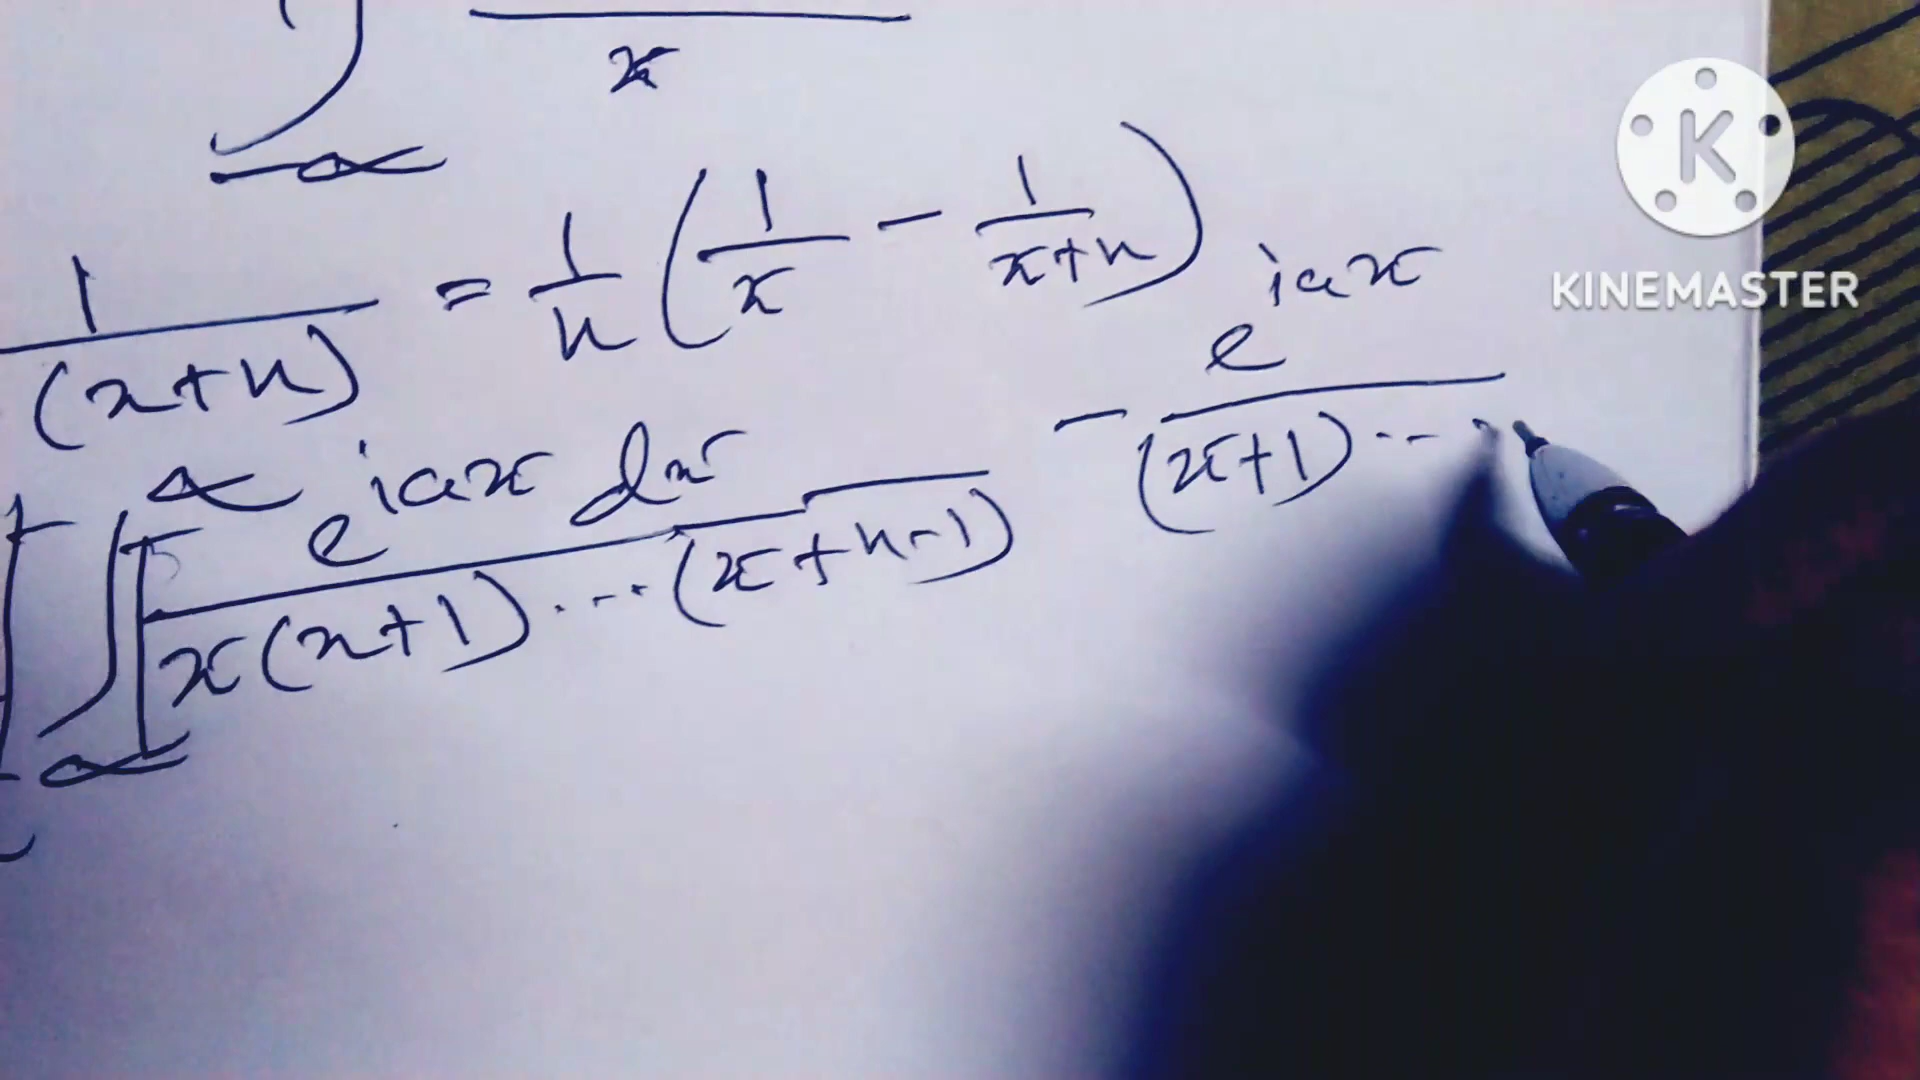 x
-∝
1/(x+n) = 1/n (1/x - 1/(x+n))
∫ ∝ -∝ [e^{iax} dx / x(x+1)...(x+n-1) - e^{iax} / (x+1)...
K
KINEMASTER